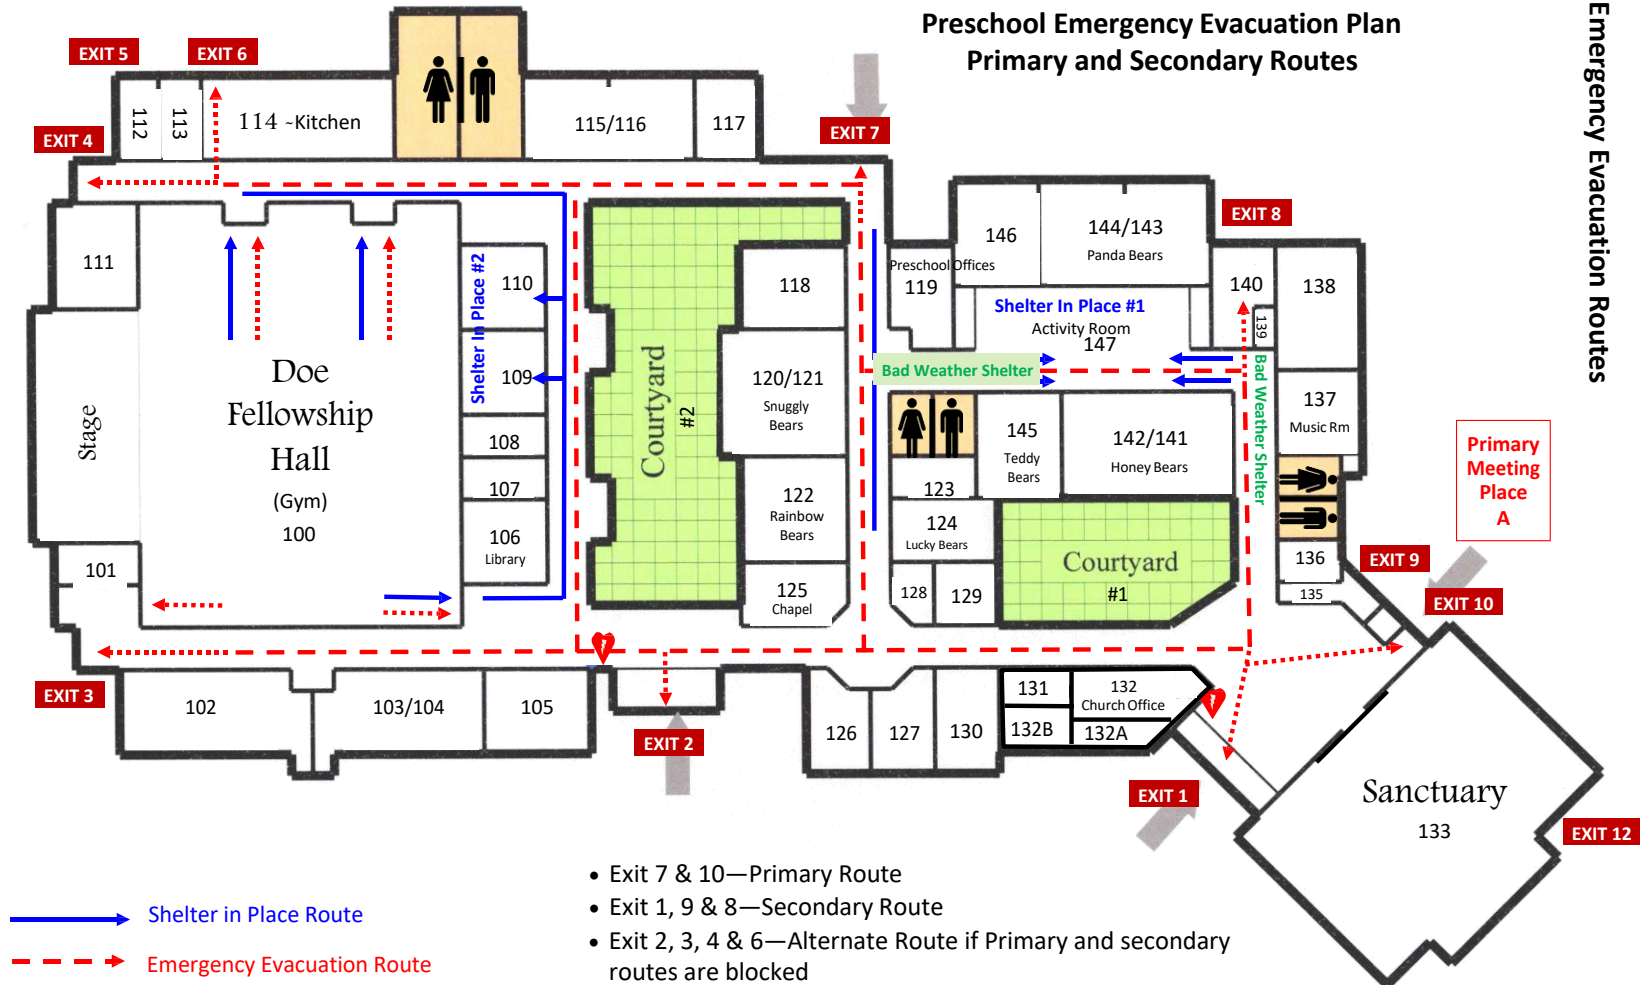 Preschool Emergency Evacuation Plan
Primary and Secondary Routes
Emergency Evacuation Routes
EXIT 5
EXIT 6
EXIT 4
EXIT 7
112
113
114 ~Kitchen
115/116
117
EXIT 8
111
110
109
108
107
106
Library
Shelter In Place #2
Doe
Fellowship
Hall
(Gym)
100
Stage
101
Courtyard
#2
118
120/121
Snuggly
Bears
122
Rainbow
Bears
125
Chapel
Preschool Offices
119
146
144/143
Panda Bears
Shelter In Place #1
Activity Room
147
140
139
138
Bad Weather Shelter
Bad Weather Shelter
137
Music Rm
145
Teddy
Bears
142/141
Honey Bears
123
124
Lucky Bears
128
129
Courtyard
#1
136
135
Primary
Meeting
Place
A
EXIT 9
EXIT 10
EXIT 3
102
103/104
105
EXIT 2
126
127
130
131
132
Church Office
132B
132A
EXIT 1
Sanctuary
133
EXIT 12
Shelter in Place Route
Emergency Evacuation Route
• Exit 7 & 10—Primary Route
• Exit 1, 9 & 8—Secondary Route
• Exit 2, 3, 4 & 6—Alternate Route if Primary and secondary
routes are blocked